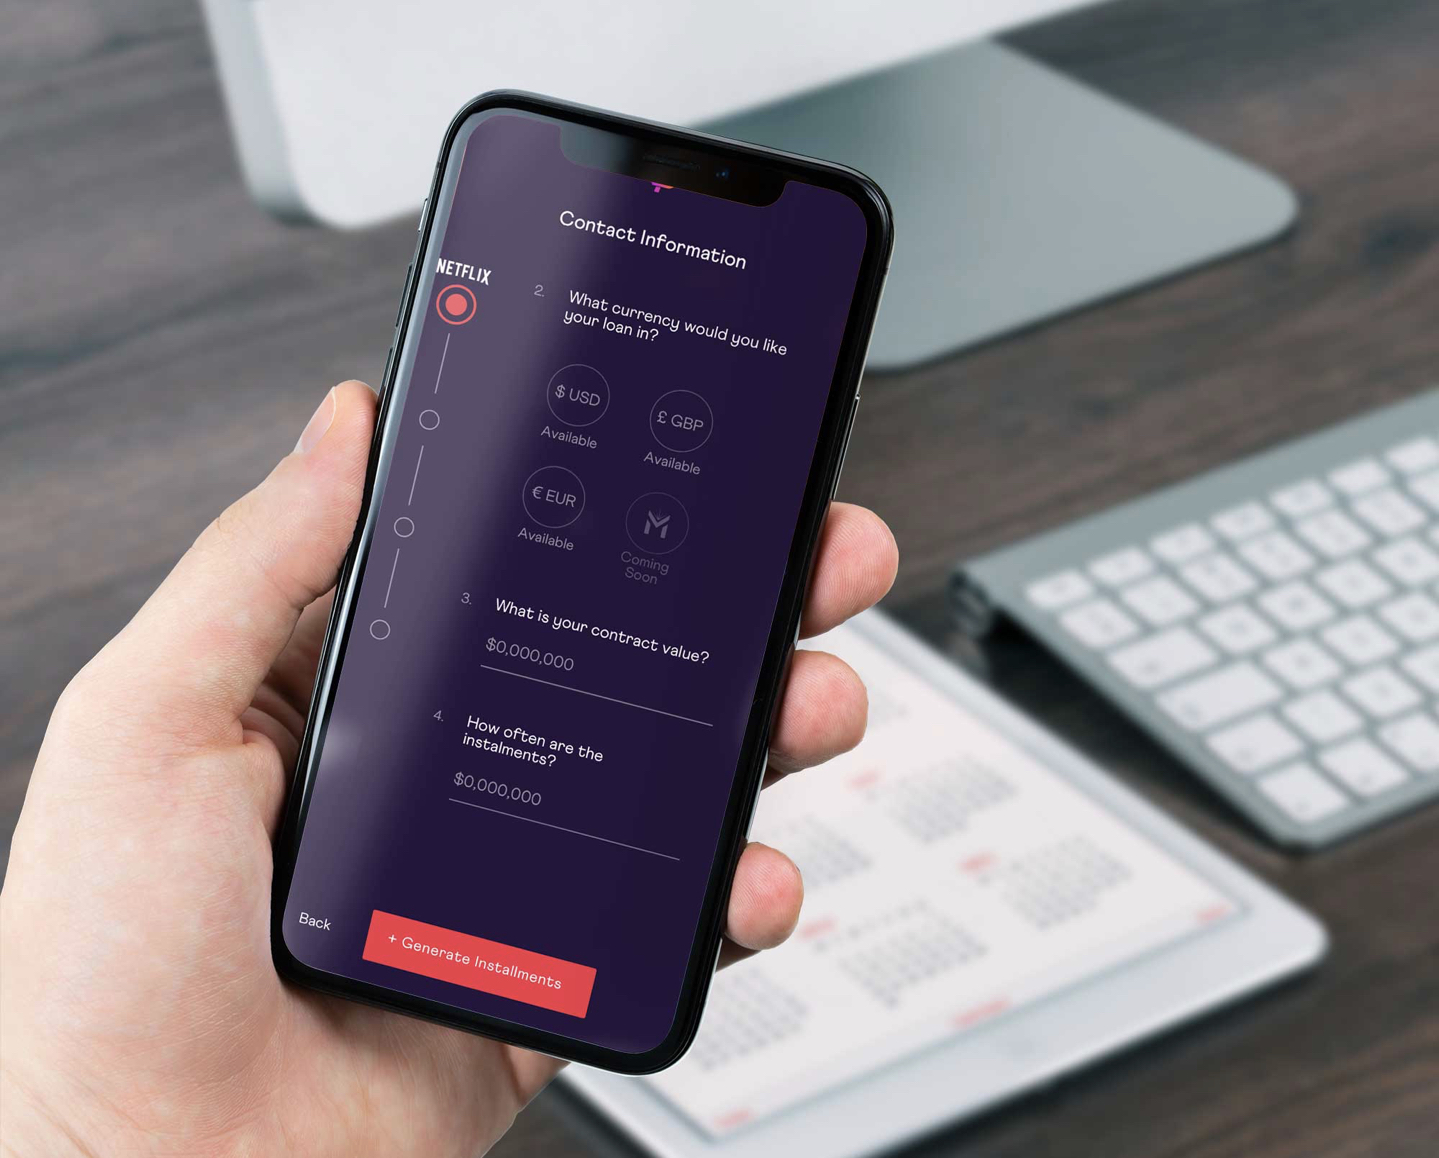 Contact Information
NETFLIX
2. What currency would you like
your loan in?
$ USD
£ GBP
Available
Available
€ EUR
Available
Coming
Soon
3. What is your contract value?
$0,000,000
4. How often are the
instalments?
$0,000,000
Back
+ Generate Installments